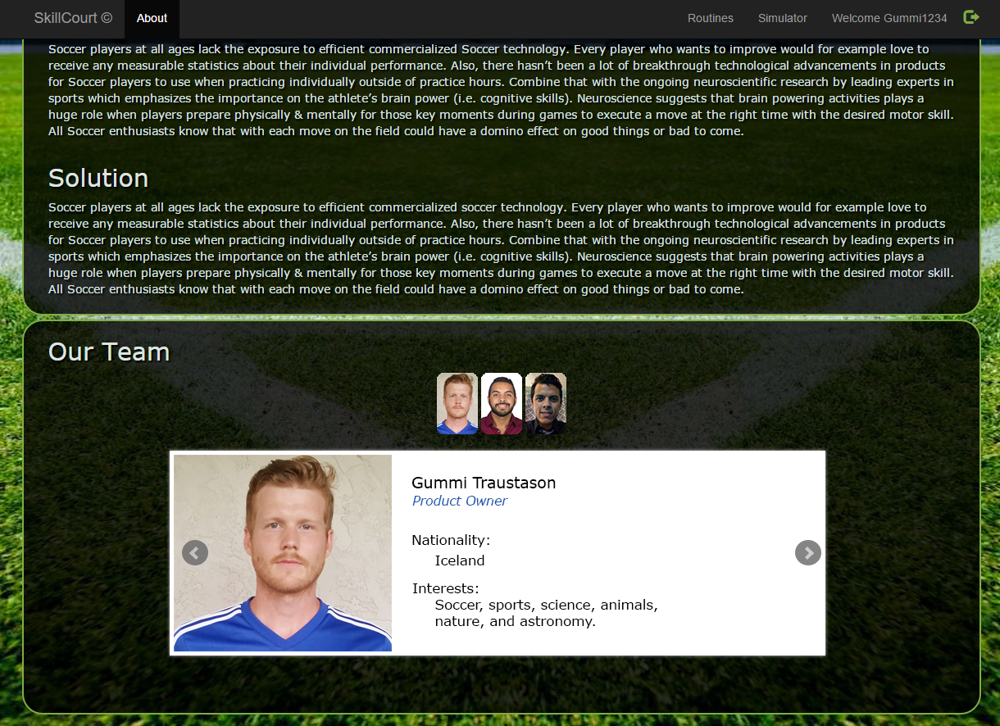 SkillCourt © About Routines Simulator Welcome Gummi1234
Soccer players at all ages lack the exposure to efficient commercialized Soccer technology. Every player who wants to improve would for example love to
receive any measurable statistics about their individual performance. Also, there hasn’t been a lot of breakthrough technological advancements in products
for Soccer players to use when practicing individually outside of practice hours. Combine that with the ongoing neuroscientific research by leading experts in
sports which emphasizes the importance on the athlete’s brain power (i.e. cognitive skills). Neuroscience suggests that brain powering activities plays a
huge role when players prepare physically & mentally for those key moments during games to execute a move at the right time with the desired motor skill.
All Soccer enthusiasts know that with each move on the field could have a domino effect on good things or bad to come.
Solution
Soccer players at all ages lack the exposure to efficient commercialized soccer technology. Every player who wants to improve would for example love to
receive any measurable statistics about their individual performance. Also, there hasn’t been a lot of breakthrough technological advancements in products
for Soccer players to use when practicing individually outside of practice hours. Combine that with the ongoing neuroscientific research by leading experts in
sports which emphasizes the importance on the athlete’s brain power (i.e. cognitive skills). Neuroscience suggests that brain powering activities plays a
huge role when players prepare physically & mentally for those key moments during games to execute a move at the right time with the desired motor skill.
All Soccer enthusiasts know that with each move on the field could have a domino effect on good things or bad to come.
Our Team
Gummi Traustason
Product Owner
Nationality:
Iceland
Interests:
Soccer, sports, science, animals,
nature, and astronomy.